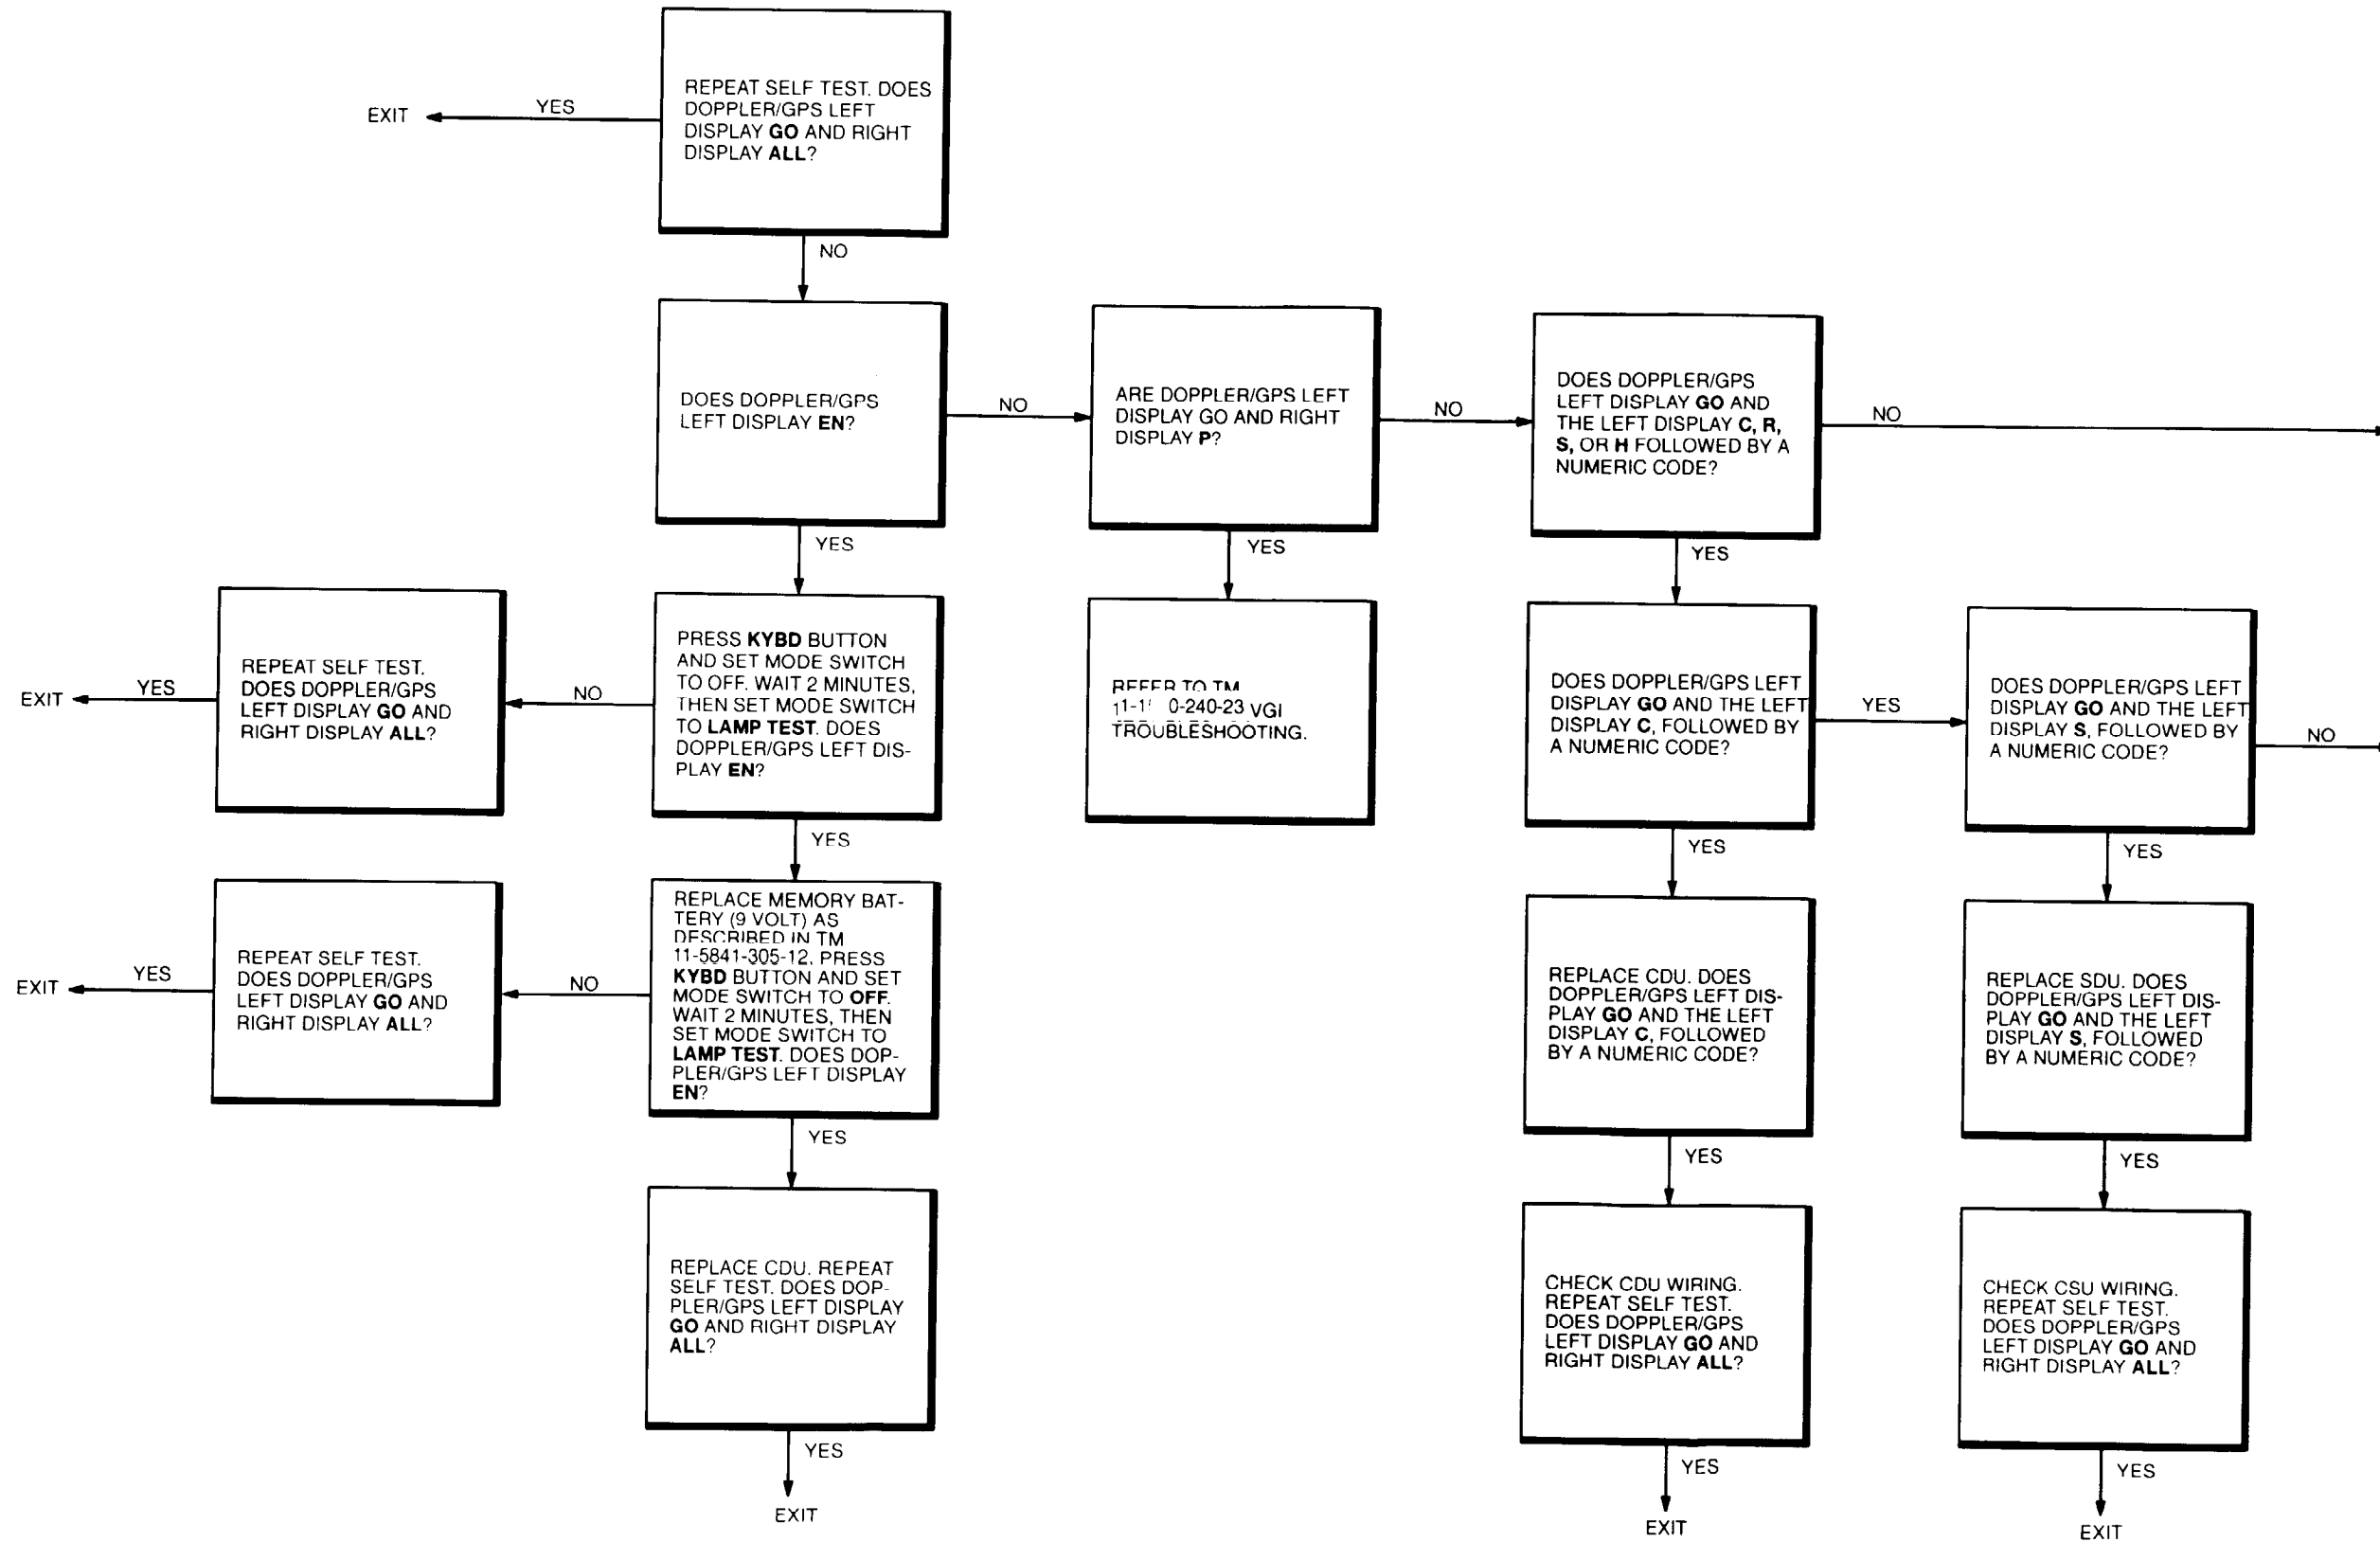 REPEAT SELF TEST. DOES
DOPPLER/GPS LEFT
DISPLAY GO AND RIGHT
DISPLAY ALL?
YES
EXIT
NO
DOES DOPPLER/GPS
LEFT DISPLAY EN?
NO
ARE DOPPLER/GPS LEFT
DISPLAY GO AND RIGHT
DISPLAY P?
NO
DOES DOPPLER/GPS
LEFT DISPLAY GO AND
THE LEFT DISPLAY C, R,
S, OR H FOLLOWED BY A
NUMERIC CODE?
NO
YES
YES
YES
REPEAT SELF TEST.
DOES DOPPLER/GPS
LEFT DISPLAY GO AND
RIGHT DISPLAY ALL?
YES
EXIT
NO
PRESS KYBD BUTTON
AND SET MODE SWITCH
TO OFF. WAIT 2 MINUTES,
THEN SET MODE SWITCH
TO LAMP TEST. DOES
DOPPLER/GPS LEFT DIS-
PLAY EN?
REFER TO TM
0-240-23 VGI
TROUBLESHOOTING.
DOES DOPPLER/GPS LEFT
DISPLAY GO AND THE LEFT
DISPLAY C, FOLLOWED BY
A NUMERIC CODE?
YES
DOES DOPPLER/GPS LEFT
DISPLAY GO AND THE LEFT
DISPLAY S, FOLLOWED BY
A NUMERIC CODE?
NO
YES
YES
YES
REPEAT SELF TEST.
DOES DOPPLER/GPS
LEFT DISPLAY GO AND
RIGHT DISPLAY ALL?
YES
EXIT
NO
REPLACE MEMORY BAT-
TERY (9 VOLT) AS
DESCRIBED IN TM
11-5841-305-12. PRESS
KYBD BUTTON AND SET
MODE SWITCH TO OFF.
WAIT 2 MINUTES, THEN
SET MODE SWITCH TO
LAMP TEST. DOES DOP-
PLER/GPS LEFT DISPLAY
EN?
REPLACE CDU. DOES
DOPPLER/GPS LEFT DIS-
PLAY GO AND THE LEFT
DISPLAY C, FOLLOWED
BY A NUMERIC CODE?
REPLACE SDU. DOES
DOPPLER/GPS LEFT DIS-
PLAY GO AND THE LEFT
DISPLAY S, FOLLOWED
BY A NUMERIC CODE?
YES
YES
YES
REPLACE CDU. REPEAT
SELF TEST. DOES DOP-
PLER/GPS LEFT DISPLAY
GO AND RIGHT DISPLAY
ALL?
CHECK CDU WIRING.
REPEAT SELF TEST.
DOES DOPPLER/GPS
LEFT DISPLAY GO AND
RIGHT DISPLAY ALL?
CHECK CSU WIRING.
REPEAT SELF TEST.
DOES DOPPLER/GPS
LEFT DISPLAY GO AND
RIGHT DISPLAY ALL?
YES
YES
YES
EXIT
EXIT
EXIT